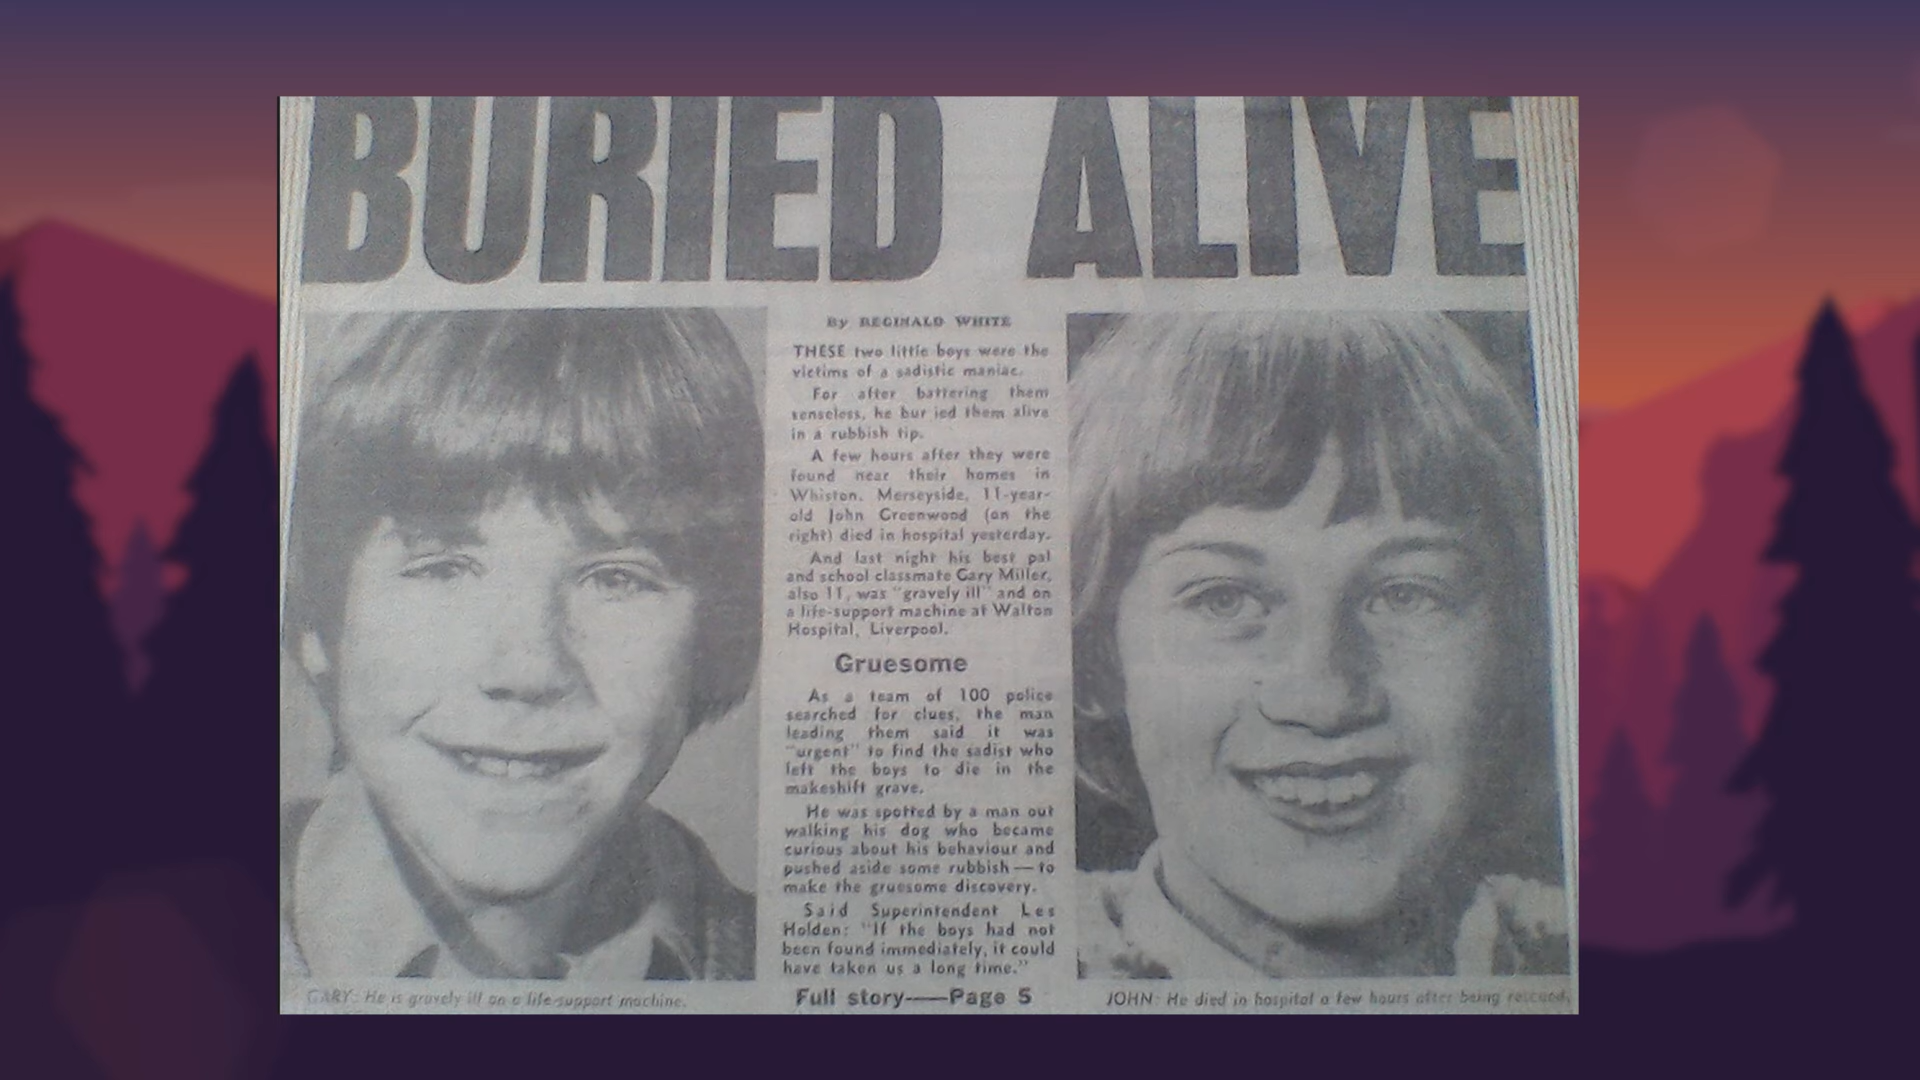 BURIED ALIVE
By REGINALD WHITE
THESE two little boys were the
victims of a sadistic maniac.
For after battering them
senseless, he bur ied them alive
in a rubbish tip.
A few hours after they were
found near their homes in
Whiston, Merseyside, 11-year-
old John Greenwood (on the
right) died in hospital yesterday.
And last night his best pal
and school classmate Gary Miller,
also 11, was "gravely ill" and on
a life-support machine at Walton
Hospital, Liverpool.
Gruesome
As a team of 100 police
searched for clues, the man
leading them said it was
"urgent" to find the sadist who
left the boys to die in the
makeshift grave.
He was spotted by a man out
walking his dog who became
curious about his behaviour and
pushed aside some rubbish — to
make the gruesome discovery.
Said Superintendent Les
Holden: "If the boys had not
been found immediately, it could
have taken us a long time."
Full story——Page 5
GARY: He is gravely ill on a life-support machine.
JOHN: He died in hospital a few hours after being rescued.